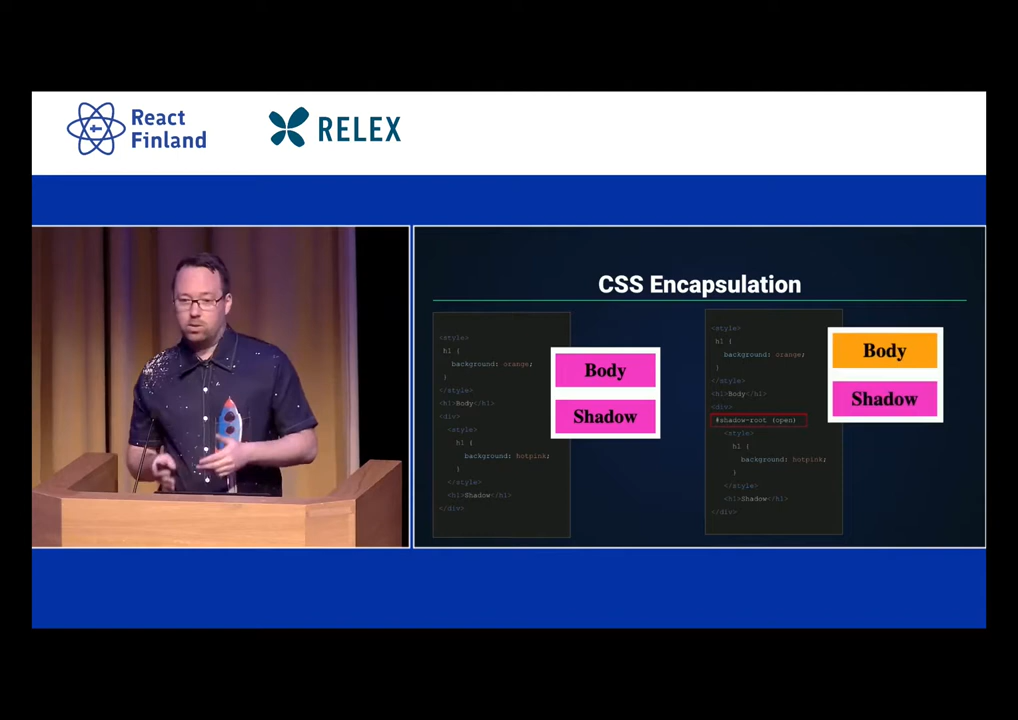 React
Finland
RELEX
CSS Encapsulation
<style>
h1 {
background: orange;
}
</style>
<h1>Body</h1>
<div>
<style>
h1 {
background: hotpink;
}
</style>
<h1>Shadow</h1>
</div>
Body
Shadow
<style>
h1 {
background: orange;
}
</style>
<h1>Body</h1>
<div>
#shadow-root (open)
<style>
h1 {
background: hotpink;
}
</style>
<h1>Shadow</h1>
</div>
Body
Shadow